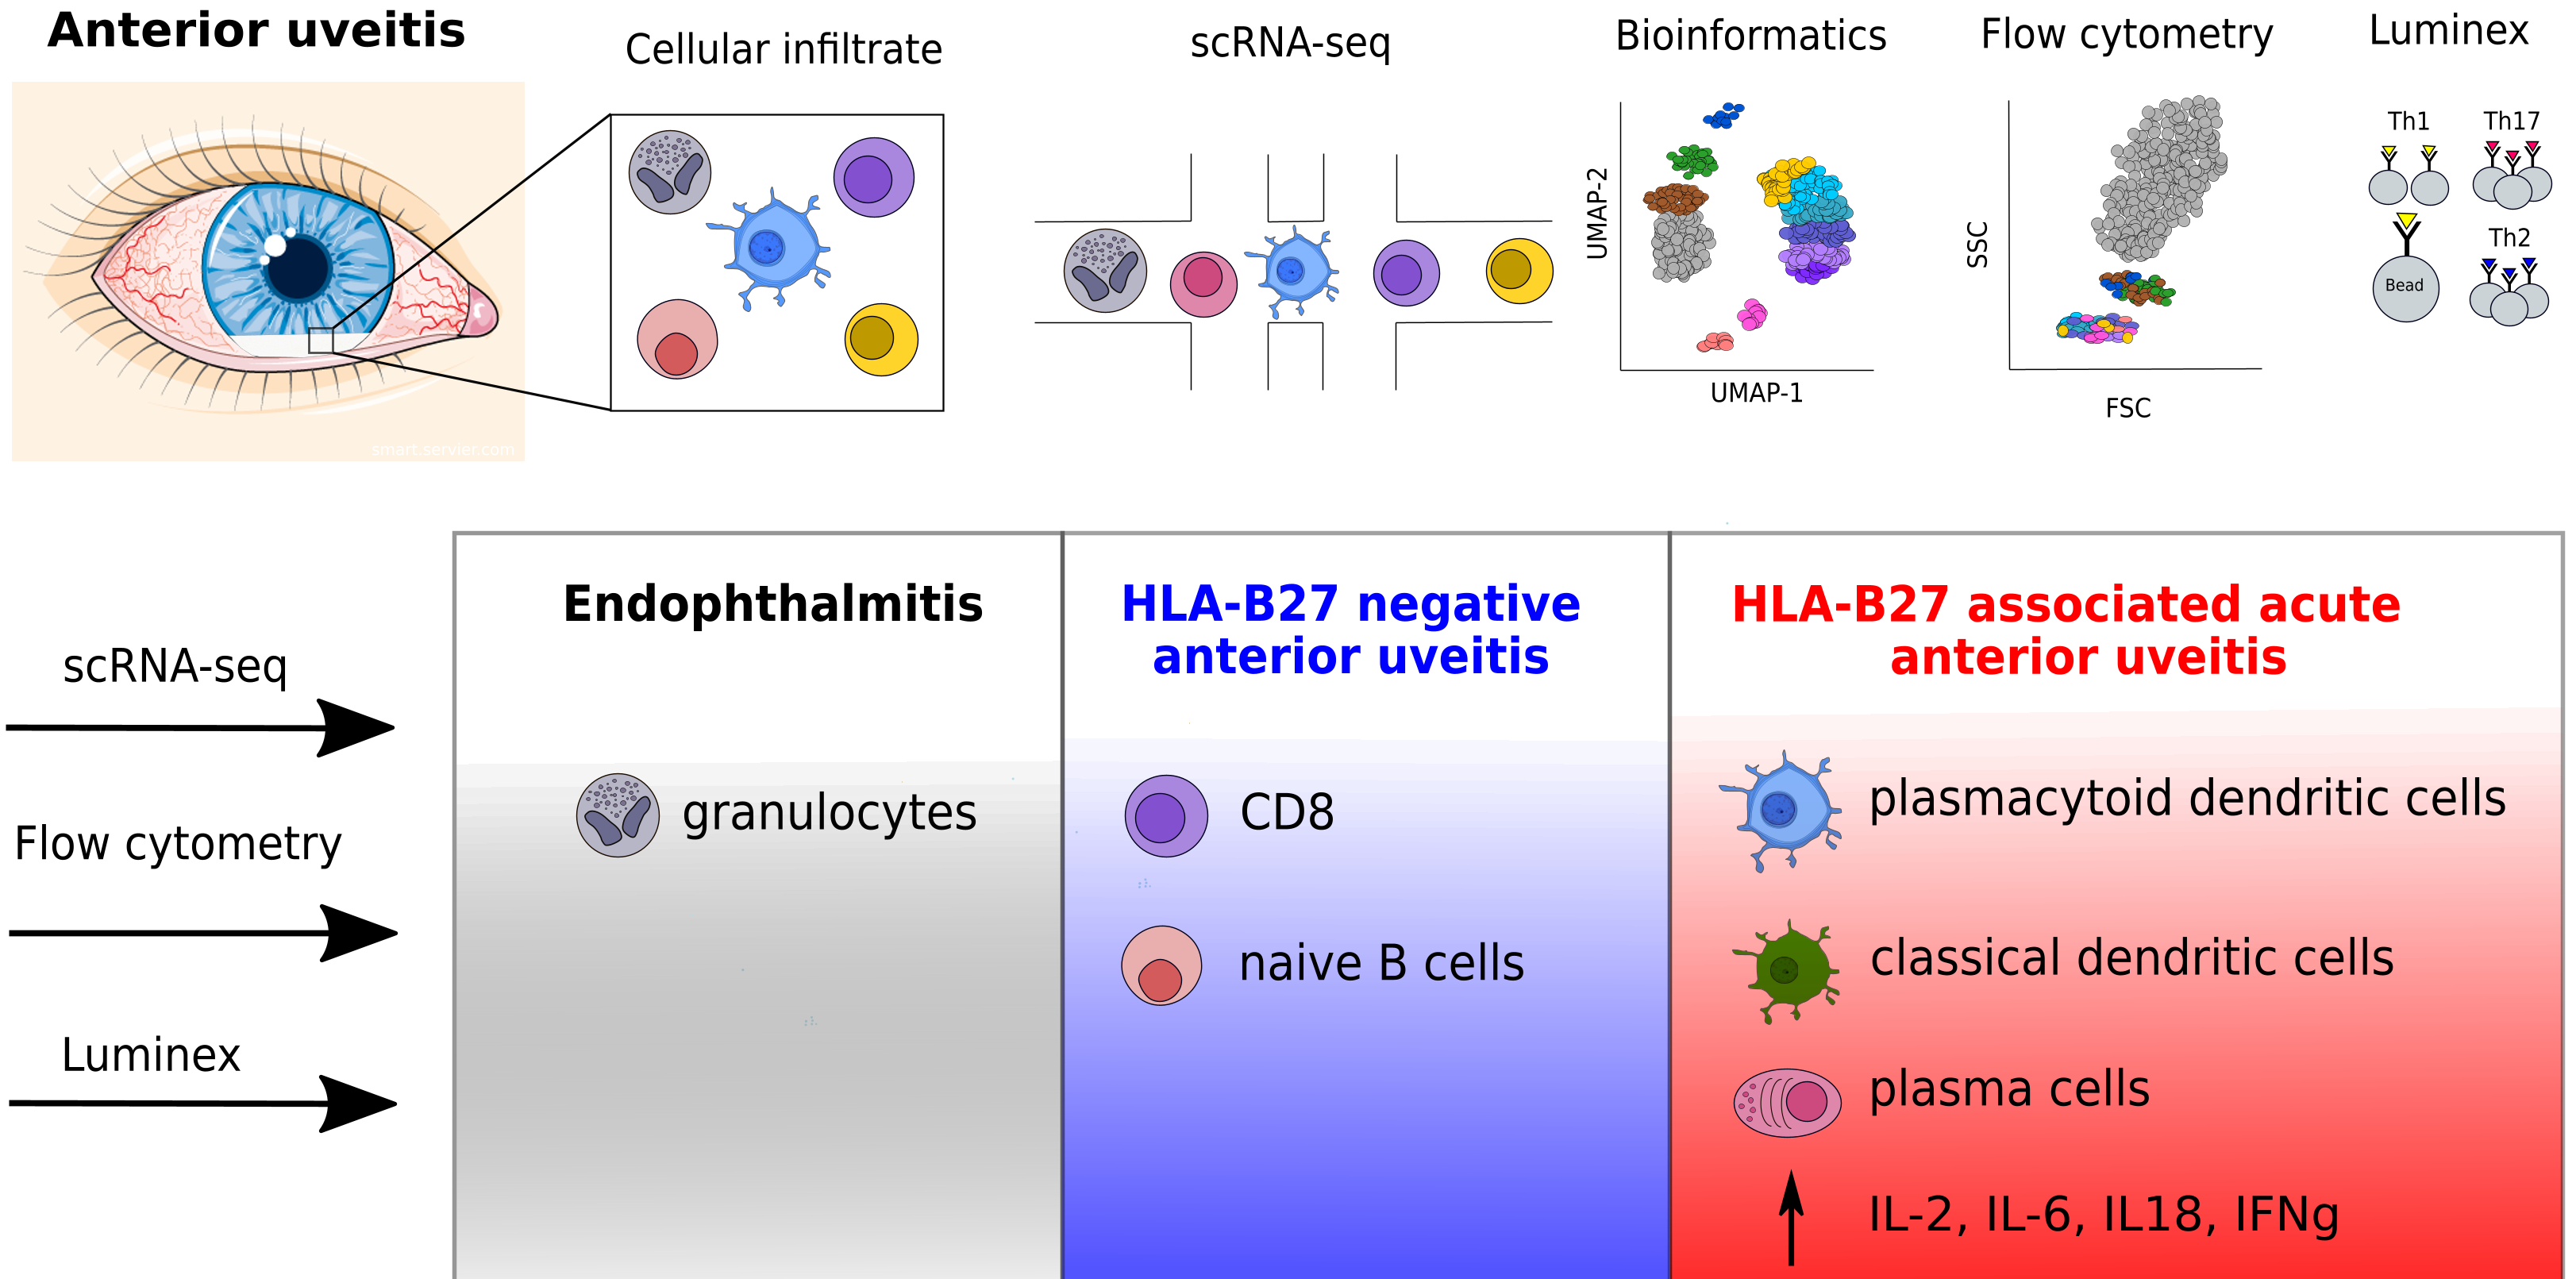 Anterior uveitis
Cellular infiltrate
scRNA-seq
Bioinformatics
Flow cytometry
Luminex
smart.servier.com
UMAP-2
UMAP-1
SSC
FSC
Th1
Th17
Bead
Th2
scRNA-seq
Flow cytometry
Luminex
Endophthalmitis
granulocytes
HLA-B27 negative
anterior uveitis
CD8
naive B cells
HLA-B27 associated acute
anterior uveitis
plasmacytoid dendritic cells
classical dendritic cells
plasma cells
IL-2, IL-6, IL18, IFNg